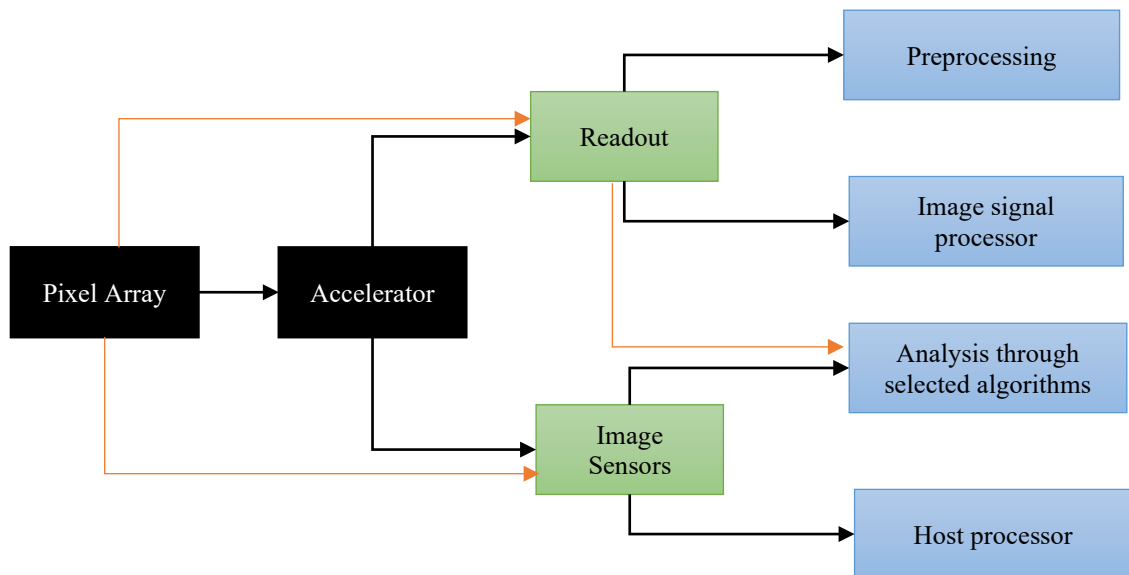 Preprocessing
Readout
Image signal
processor
Pixel Array
Accelerator
Analysis through
selected algorithms
Image
Sensors
Host processor